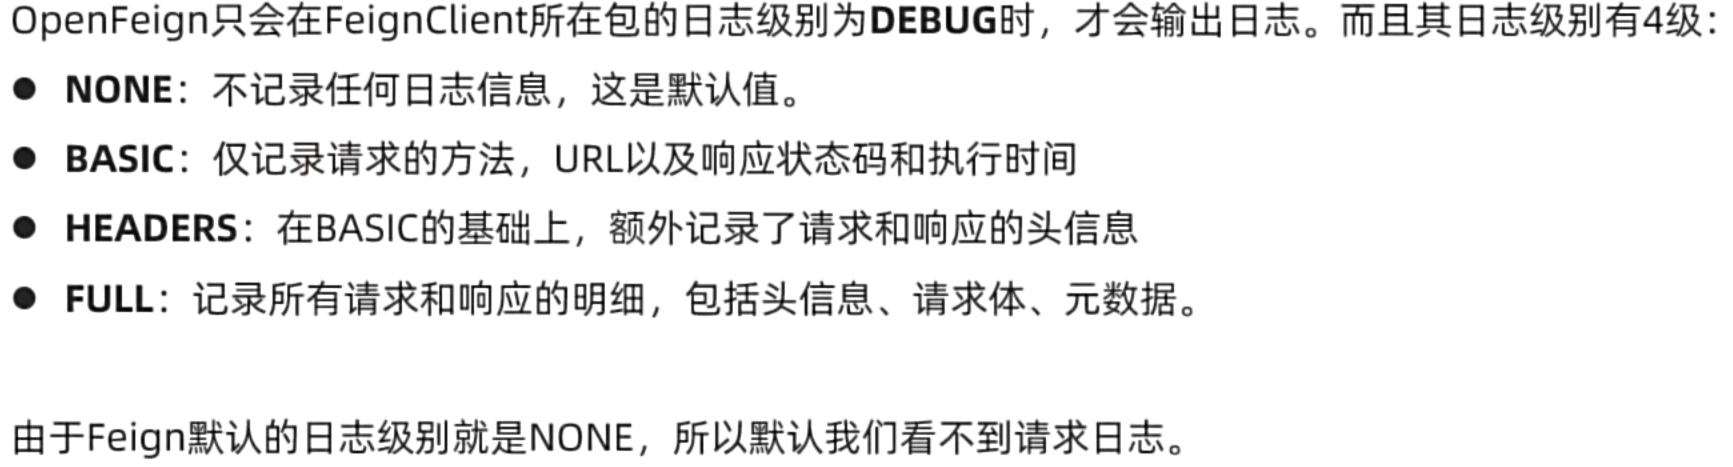 OpenFeign只会在FeignClient所在包的日志级别为DEBUG时，才会输出日志。而且其日志级别有4级：
● NONE：不记录任何日志信息，这是默认值。
● BASIC：仅记录请求的方法，URL以及响应状态码和执行时间
● HEADERS：在BASIC的基础上，额外记录了请求和响应的头信息
● FULL：记录所有请求和响应的明细，包括头信息、请求体、元数据。
由于Feign默认的日志级别就是NONE，所以默认我们看不到请求日志。